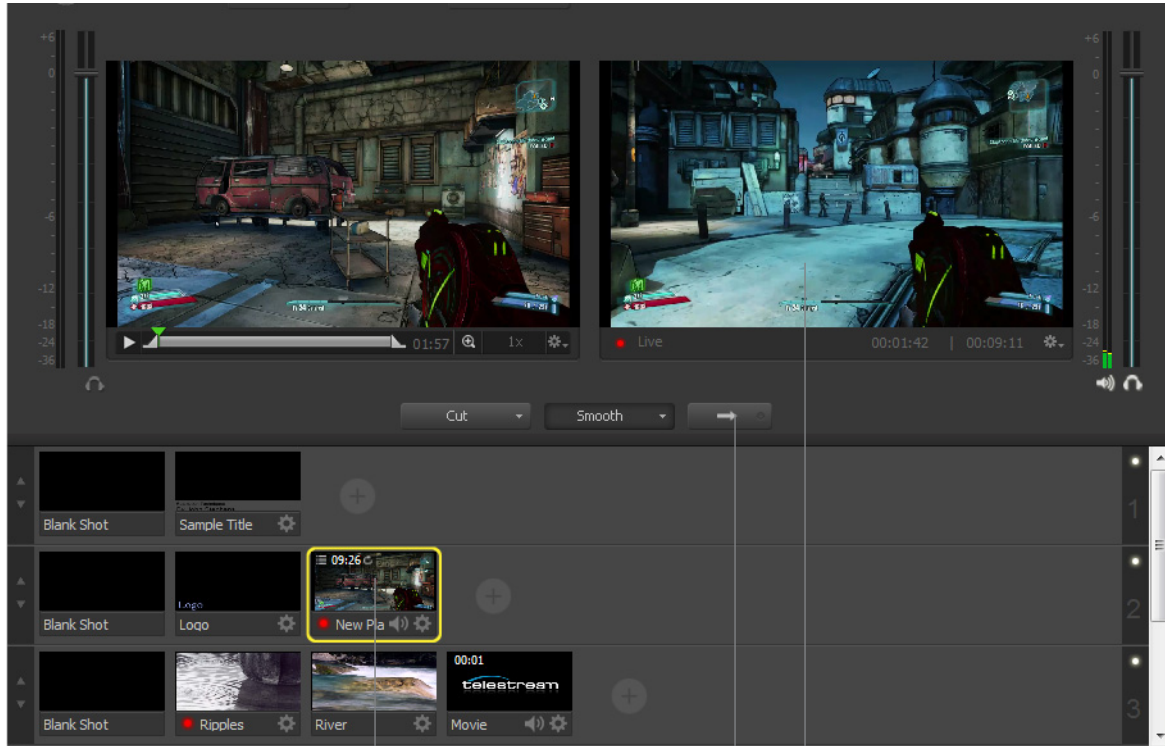 +6
0
-6
-12
-18
-24
-36
01:57
1x
+6
0
-6
-12
-18
-24
-36
Live
00:01:42 | 00:09:11
Cut
Smooth
Blank Shot
Sample Title
1
09:26
Logo
Blank Shot
Logo
New Pla
2
00:01
telestream
Blank Shot
Ripples
River
Movie
3